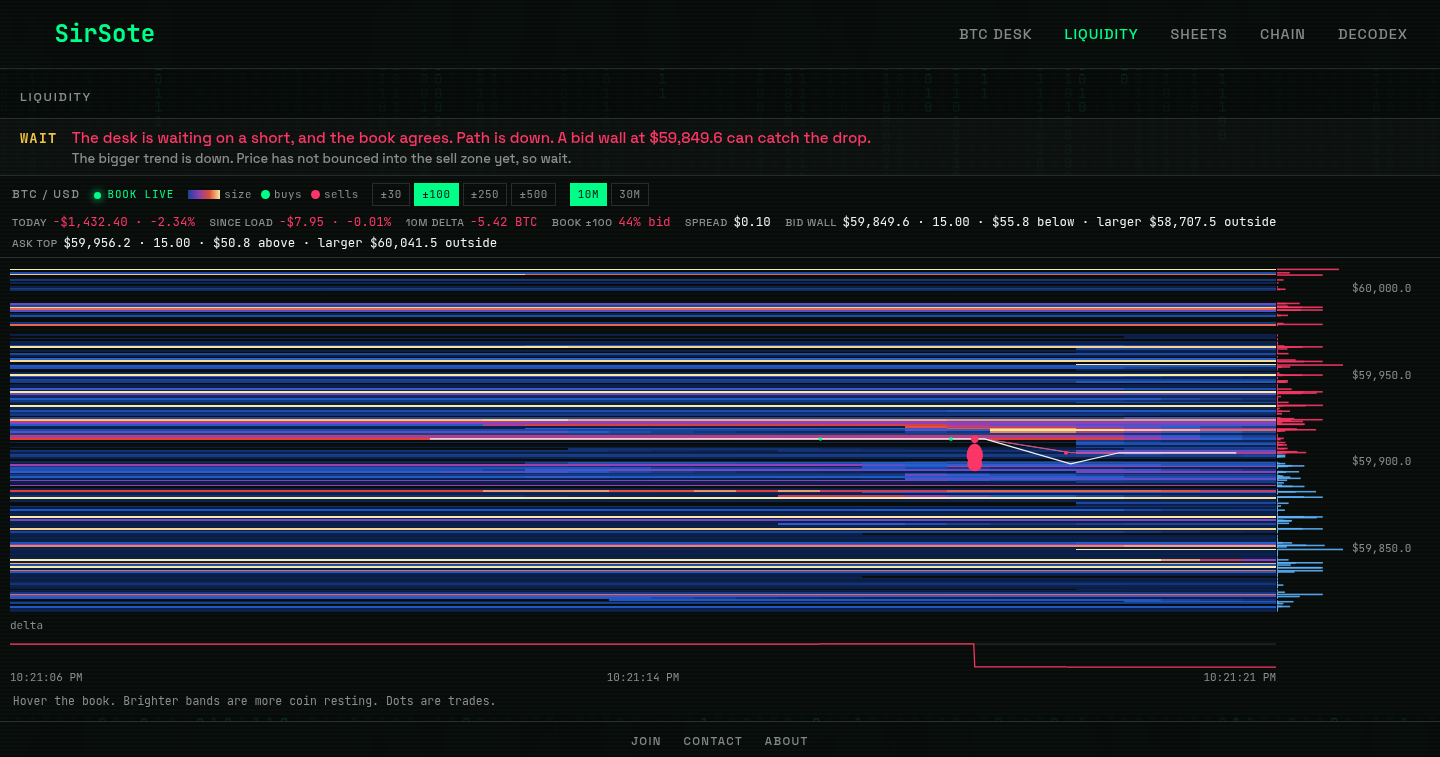 SirSote
BTC DESK LIQUIDITY SHEETS CHAIN DECODEX
LIQUIDITY
WAIT The desk is waiting on a short, and the book agrees. Path is down. A bid wall at $59,849.6 can catch the drop.
The bigger trend is down. Price has not bounced into the sell zone yet, so wait.
BTC / USD BOOK LIVE size buys sells ±30 ±100 ±250 ±500 10M 30M
TODAY -$1,432.40 · -2.34% SINCE LOAD -$7.95 · -0.01% 10M DELTA -5.42 BTC BOOK ±100 44% bid SPREAD $0.10 BID WALL $59,849.6 · 15.00 · $55.8 below · larger $58,707.5 outside
ASK TOP $59,956.2 · 15.00 · $50.8 above · larger $60,041.5 outside
$60,000.0
$59,950.0
$59,900.0
$59,850.0
delta
10:21:06 PM 10:21:14 PM 10:21:21 PM
Hover the book. Brighter bands are more coin resting. Dots are trades.
JOIN CONTACT ABOUT